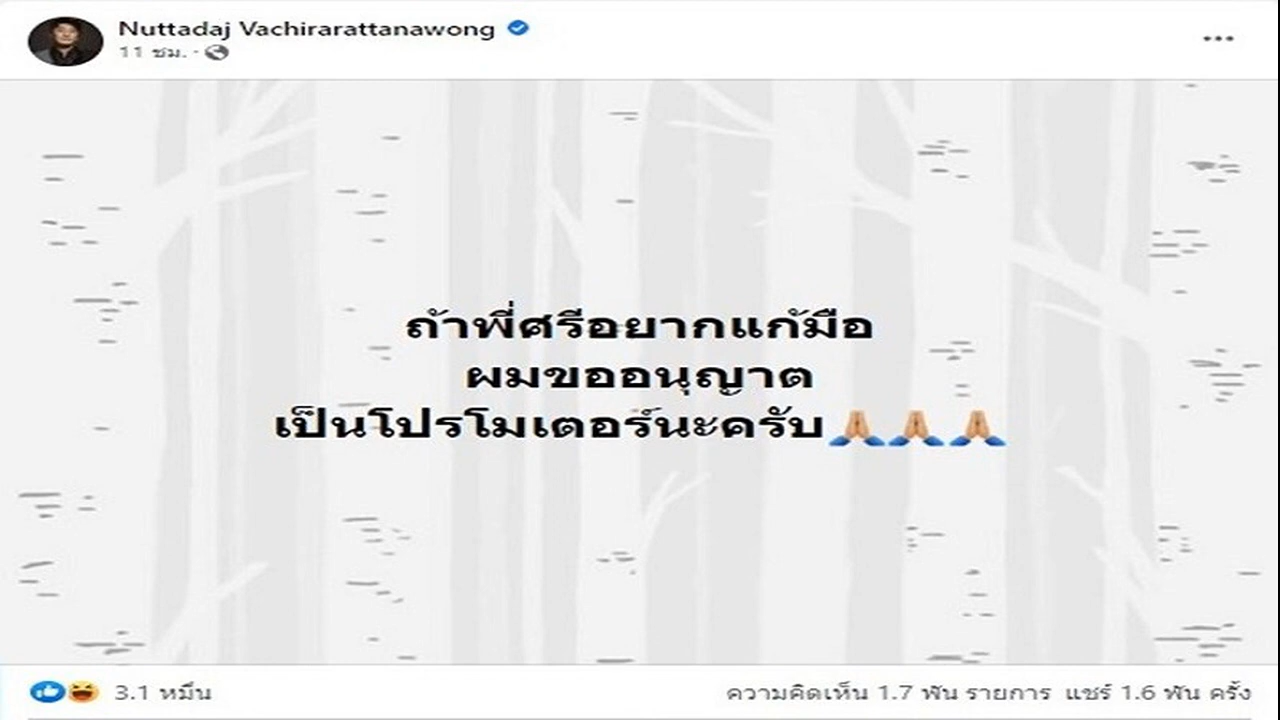 Nuttadaj Vachirarattanawong
11 ชม. ·
ถ้าพี่ศรีอยากแก้มือ
ผมขออนุญาต
เป็นโปรโมเตอร์นะครับ🙏🏼🙏🏼🙏🏼
3.1 หมื่น
ความคิดเห็น 1.7 พัน รายการ แชร์ 1.6 พัน ครั้ง